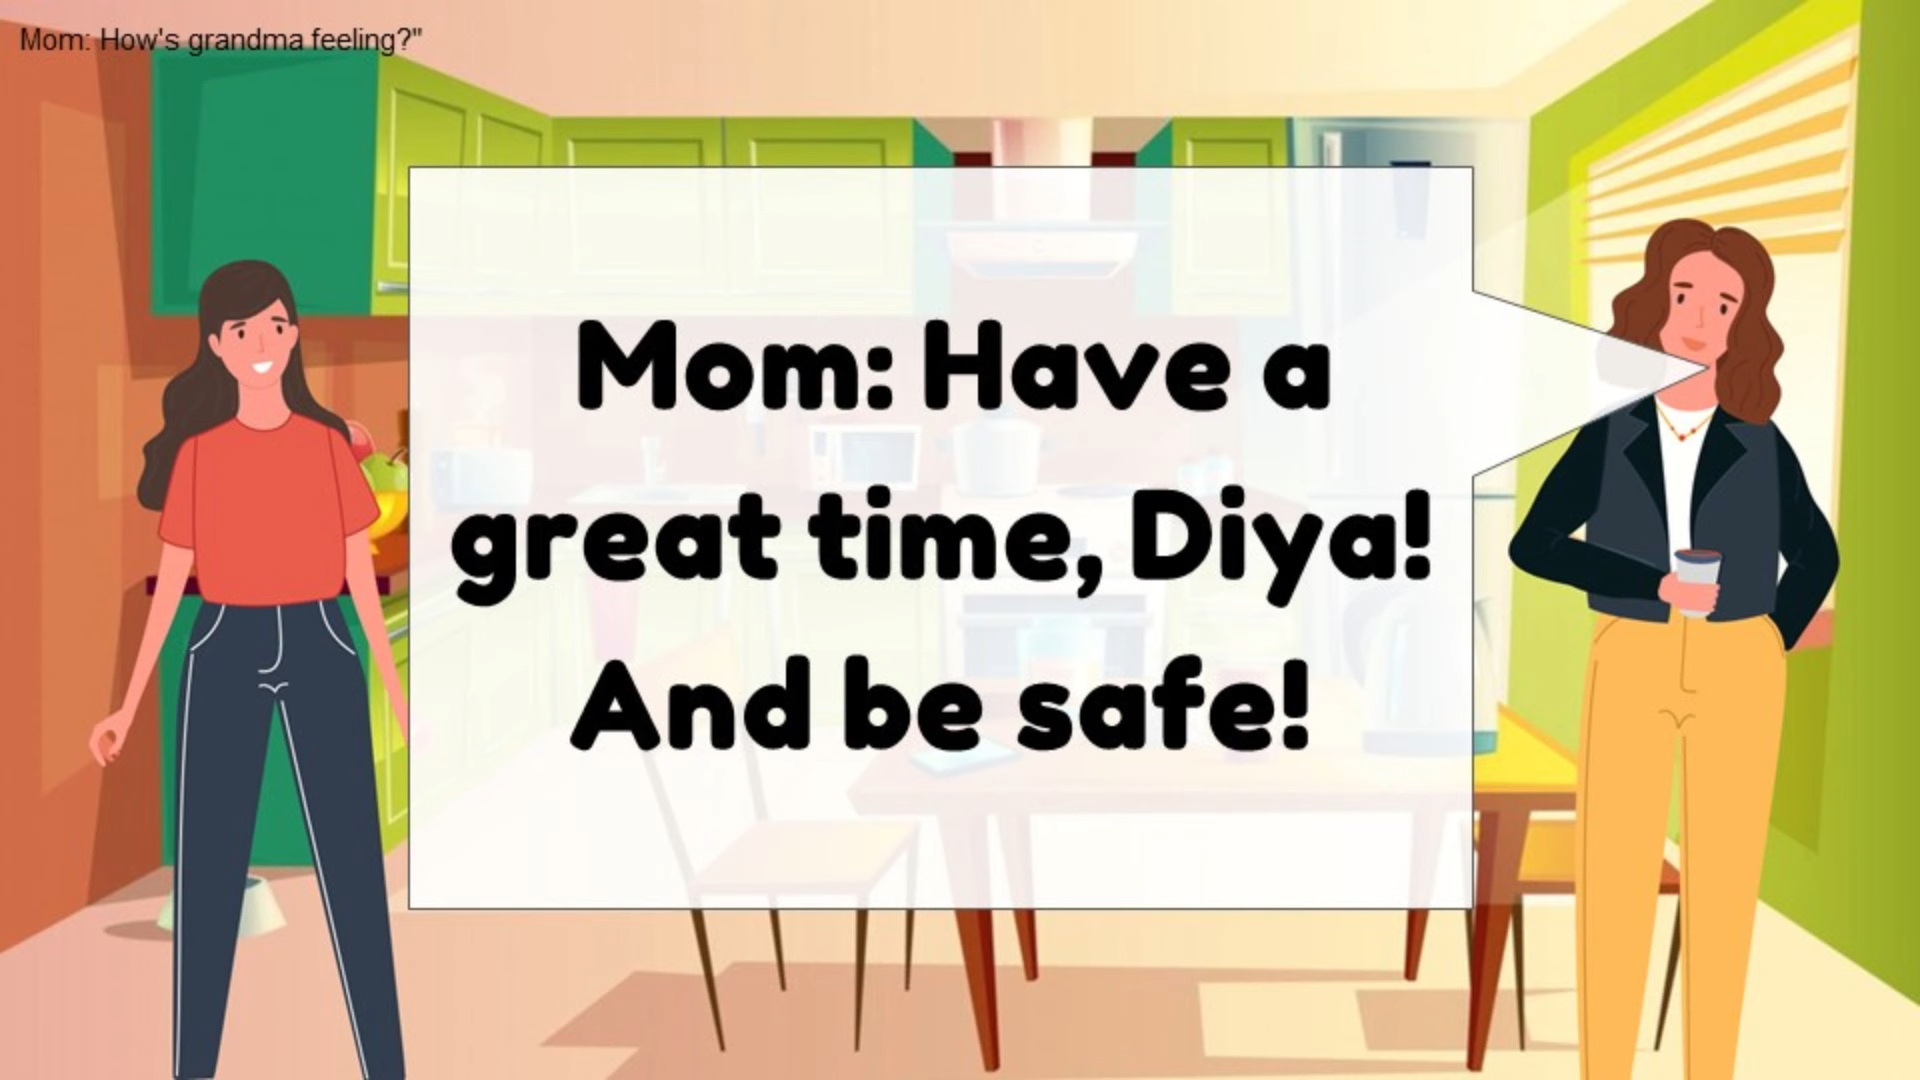 Mom: How's grandma feeling?"
Mom: Have a
great time, Diya!
And be safe!